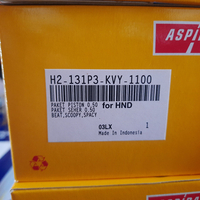 ASPIRA
H2-131P3-KVY-1100
PAKET PISTON 0,50 for HND
PAKET SEHER 0,50
BEAT,SCOOPY,SPACY
03LX 1
Made In Indonesia